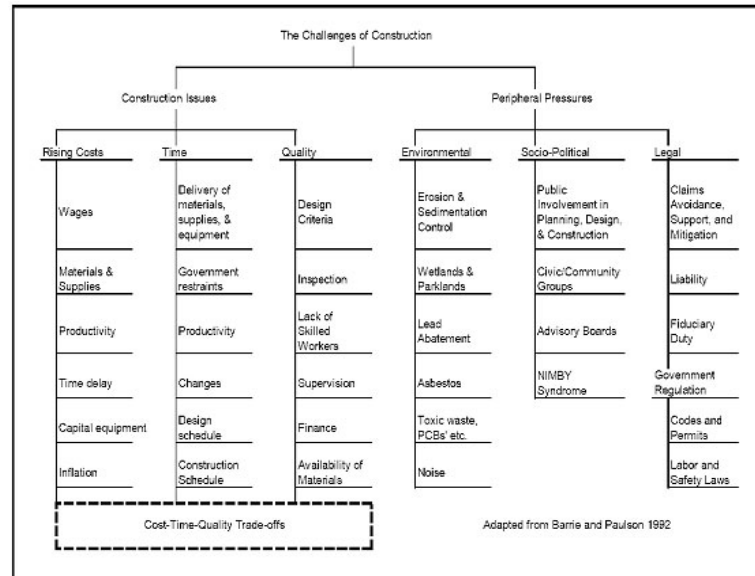 The Challenges of Construction
Construction Issues
Peripheral Pressures
Rising Costs
Time
Quality
Environmental
Socio-Political
Legal
Wages
Delivery of
materials,
supplies, &
equipment
Design
Criteria
Erosion &
Sedimentation
Control
Public
Involvement in
Planning, Design,
& Construction
Claims
Avoidance,
Support, and
Mitigation
Materials &
Supplies
Government
restraints
Inspection
Wetlands &
Parklands
Civic/Community
Groups
Liability
Productivity
Productivity
Lack of
Skilled
Workers
Lead
Abatement
Advisory Boards
Fiduciary
Duty
Time delay
Changes
Supervision
Asbestos
NIMBY
Syndrome
Government
Regulation
Capital equipment
Design
schedule
Finance
Toxic waste,
PCBs' etc.
Codes and
Permits
Inflation
Construction
Schedule
Availability of
Materials
Noise
Labor and
Safety Laws
Cost-Time-Quality Trade-offs
Adapted from Barrie and Paulson 1992